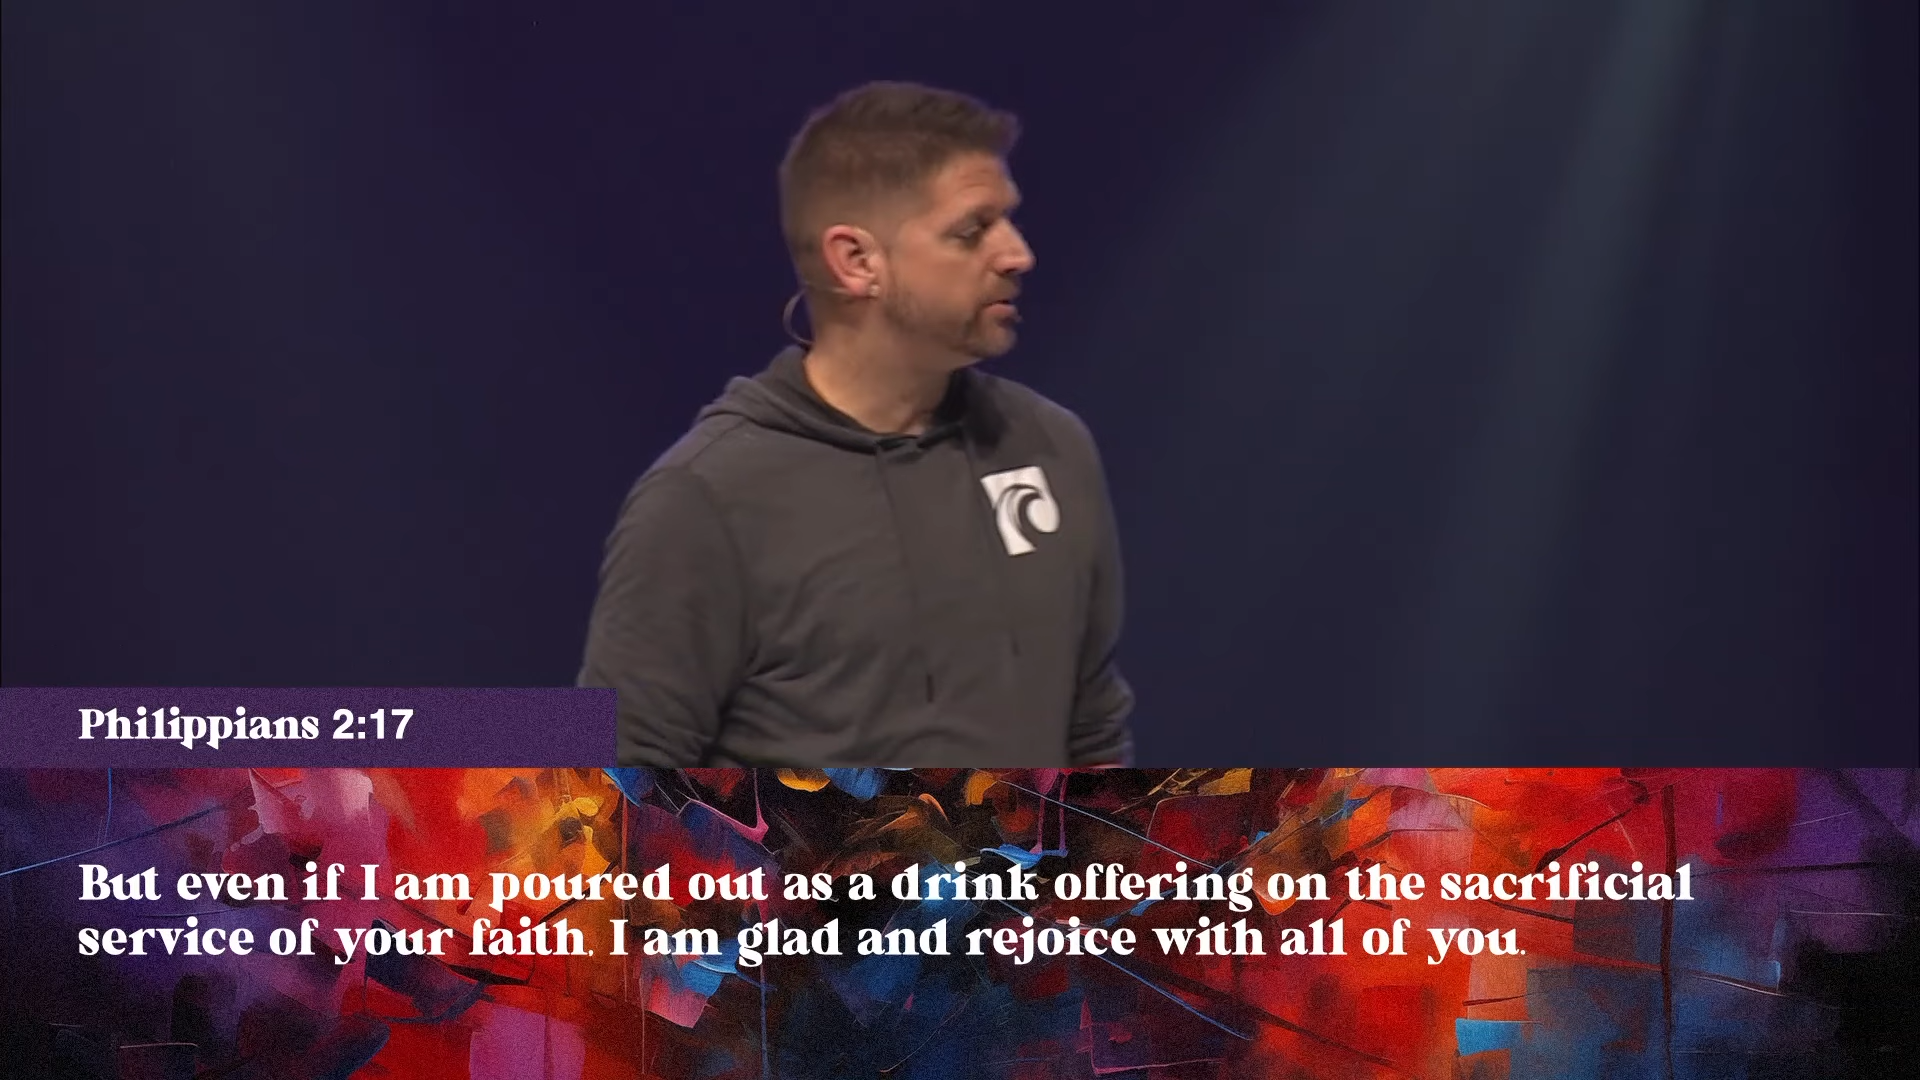 Philippians 2:17
But even if I am poured out as a drink offering on the sacrificial
service of your faith, I am glad and rejoice with all of you.